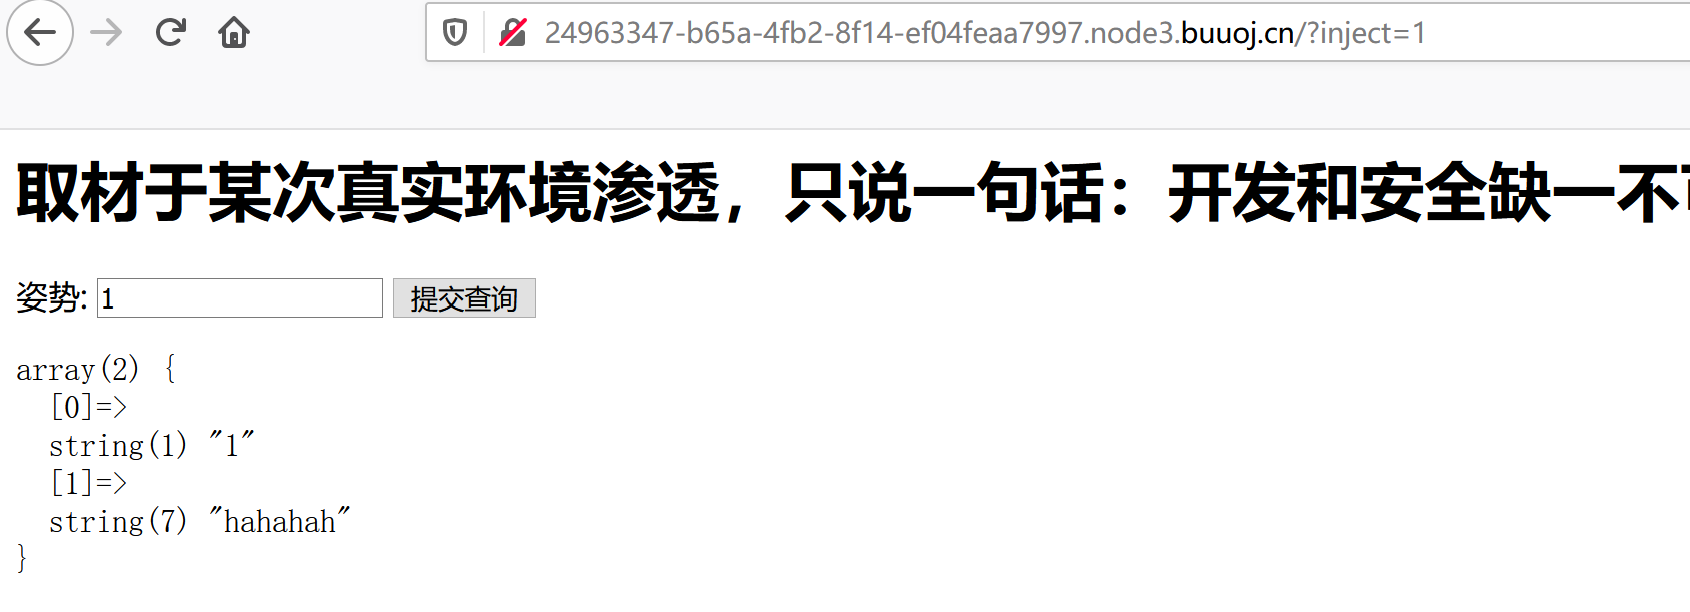 24963347-b65a-4fb2-8f14-ef04feaa7997.node3.buuoj.cn/?inject=1
取材于某次真实环境渗透，只说一句话：开发和安全缺一不
姿势: 1 提交查询
array(2) {
  [0]=>
  string(1) "1"
  [1]=>
  string(7) "hahahah"
}